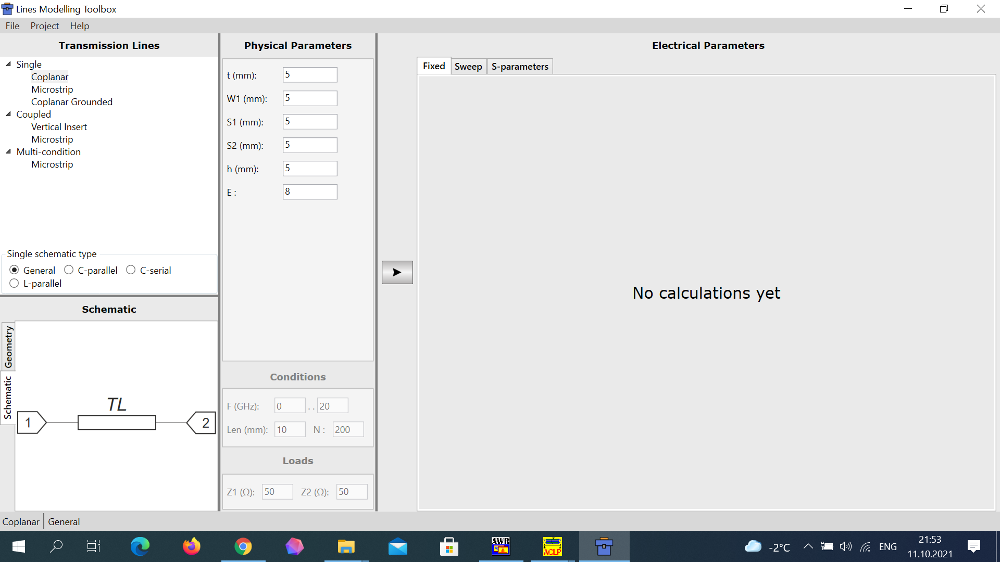 Lines Modelling Toolbox
File Project Help
Transmission Lines
Single
Coplanar
Microstrip
Coplanar Grounded
Coupled
Vertical Insert
Microstrip
Multi-condition
Microstrip
Single schematic type
General C-parallel C-serial
L-parallel
Schematic
Geometry
Schematic
TL
1
2
Physical Parameters
t (mm): 5
W1 (mm): 5
S1 (mm): 5
S2 (mm): 5
h (mm): 5
E : 8
Conditions
F (GHz): 0 . . 20
Len (mm): 10 N : 200
Loads
Z1 (Ω): 50 Z2 (Ω): 50
Electrical Parameters
Fixed Sweep S-parameters
No calculations yet
Coplanar General
AWR
ACLP
-2°C
ENG
21:53
11.10.2021